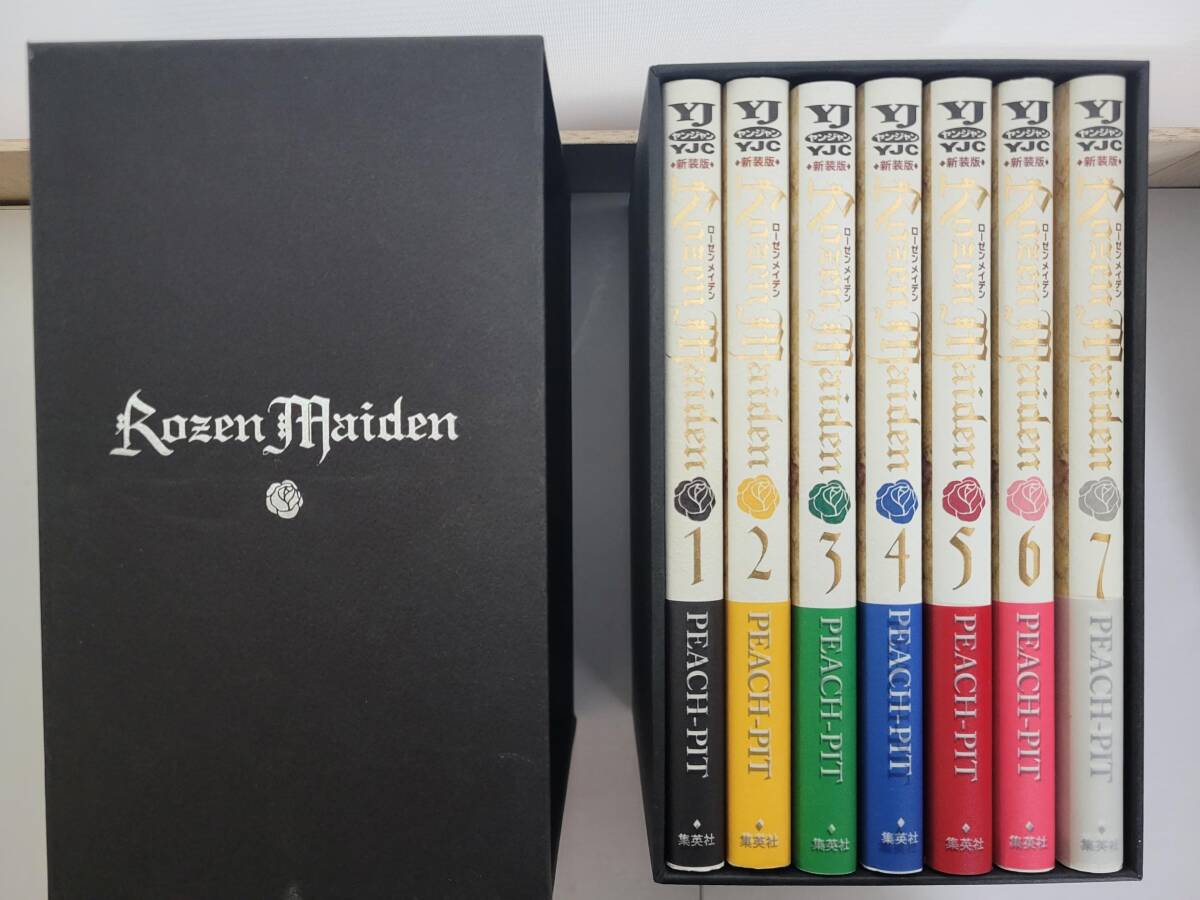 Rozen Maiden
YJ
ヤンジャン
YJC
新装版
Rozen Maiden
ローゼンメイデン
1
PEACH-PIT
集英社
YJ
ヤンジャン
YJC
新装版
Rozen Maiden
ローゼンメイデン
2
PEACH-PIT
集英社
YJ
ヤンジャン
YJC
新装版
Rozen Maiden
ローゼンメイデン
3
PEACH-PIT
集英社
YJ
ヤンジャン
YJC
新装版
Rozen Maiden
ローゼンメイデン
4
PEACH-PIT
集英社
YJ
ヤンジャン
YJC
新装版
Rozen Maiden
ローゼンメイデン
5
PEACH-PIT
集英社
YJ
ヤンジャン
YJC
新装版
Rozen Maiden
ローゼンメイデン
6
PEACH-PIT
集英社
YJ
ヤンジャン
YJC
新装版
Rozen Maiden
ローゼンメイデン
7
PEACH-PIT
集英社